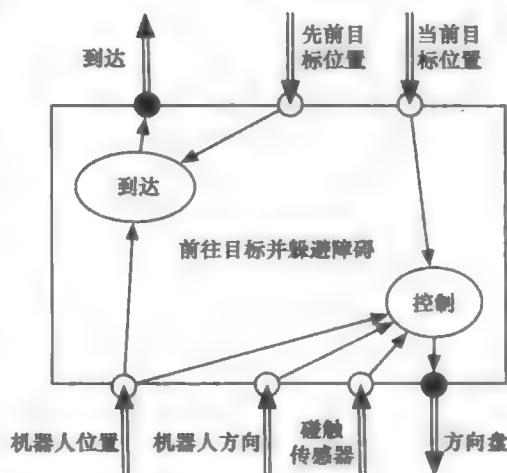 到达
先前目
标位置
当前目
标位置
到达
前往目标并躲避障碍
控制
机器人位置
机器人方向
碰触
传感器
方向盘